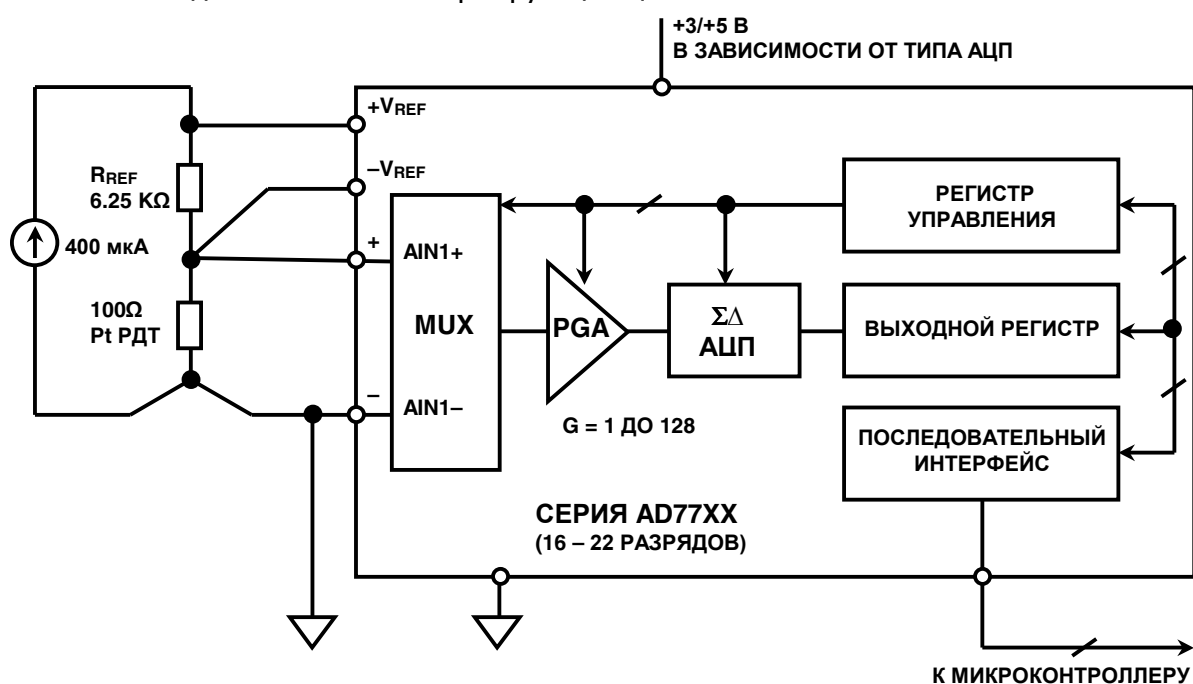 +3/+5 В
В ЗАВИСИМОСТИ ОТ ТИПА АЦП
+VREF
–VREF
RREF
6.25 KΩ
400 мкА
100Ω
Pt РДТ
+
AIN1+
MUX
–
AIN1–
PGA
G = 1 ДО 128
ΣΔ
АЦП
РЕГИСТР
УПРАВЛЕНИЯ
ВЫХОДНОЙ РЕГИСТР
ПОСЛЕДОВАТЕЛЬНЫЙ
ИНТЕРФЕЙС
СЕРИЯ AD77XX
(16 – 22 РАЗРЯДОВ)
К МИКРОКОНТРОЛЛЕРУ